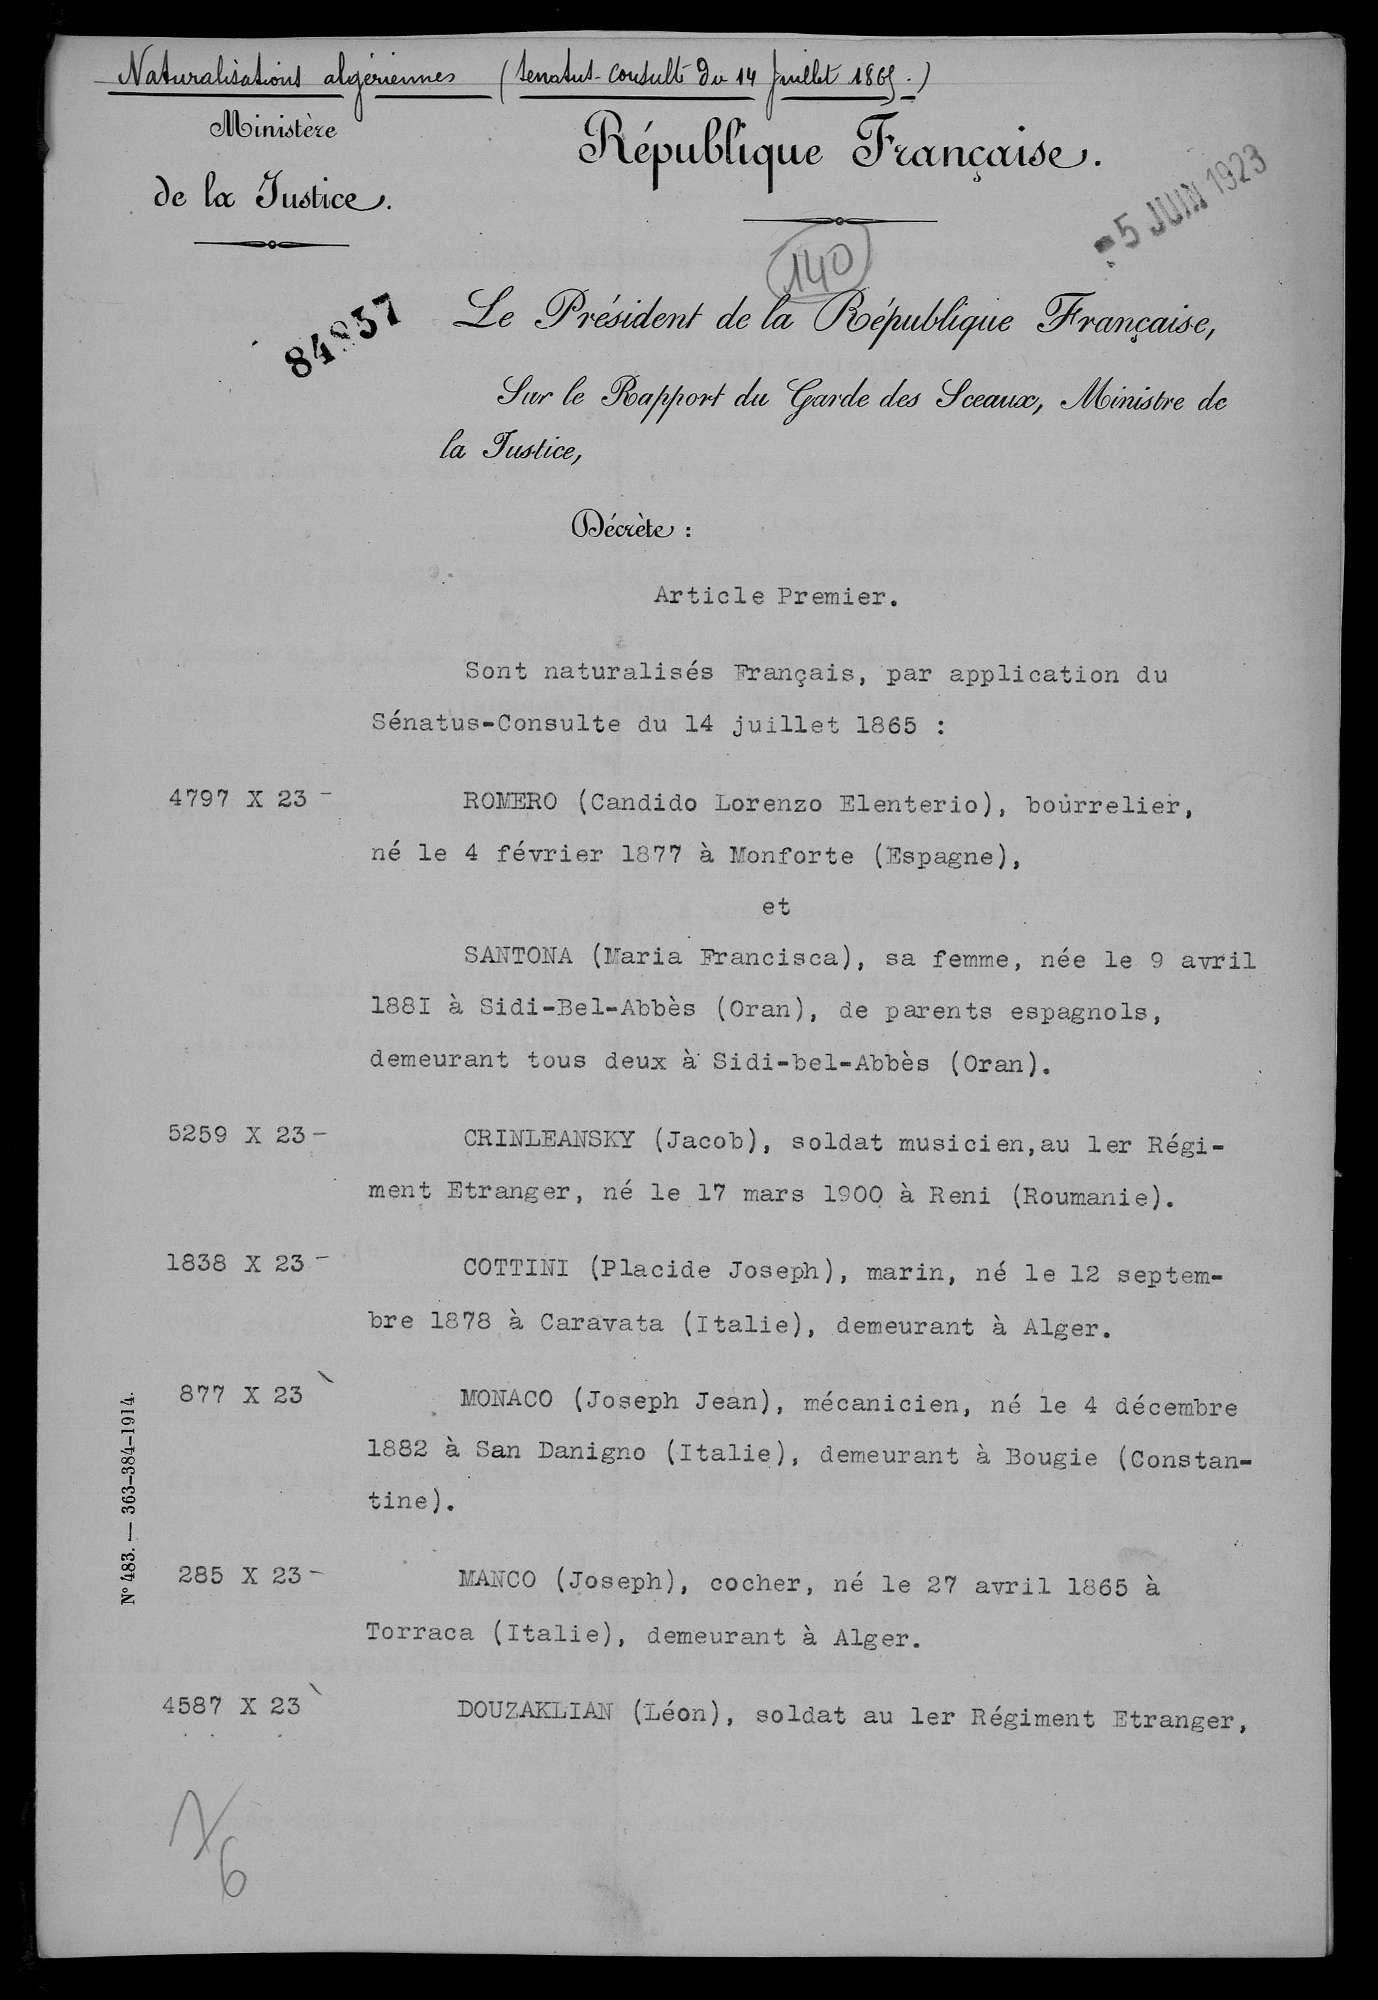 Naturalisations algériennes (senatus-consulte du 14 Juillet 1865.)
Ministère
de la Justice.
République Française.
5 JUIN 1923
140
84937
Le Président de la République Française,
Sur le Rapport du Garde des Sceaux, Ministre de
la Justice,
Décrète :
Article Premier.
Sont naturalisés Français, par application du
Sénatus-Consulte du 14 juillet 1865 :
4797 X 23 - ROMERO (Candido Lorenzo Elenterio), bourrelier,
né le 4 février 1877 à Monforte (Espagne),
et
SANTONA (Maria Francisca), sa femme, née le 9 avril
188I à Sidi-Bel-Abbès (Oran), de parents espagnols,
demeurant tous deux à Sidi-bel-Abbès (Oran).
5259 X 23 - CRINLEANSKY (Jacob), soldat musicien,au 1er Régi-
ment Etranger, né le 17 mars 1900 à Reni (Roumanie).
1838 X 23 - COTTINI (Placide Joseph), marin, né le 12 septem-
bre 1878 à Caravata (Italie), demeurant à Alger.
877 X 23 MONACO (Joseph Jean), mécanicien, né le 4 décembre
1882 à San Danigno (Italie), demeurant à Bougie (Constan-
tine).
285 X 23 - MANCO (Joseph), cocher, né le 27 avril 1865 à
Torraca (Italie), demeurant à Alger.
4587 X 23 DOUZAKLIAN (Léon), soldat au 1er Régiment Etranger,
N° 483. — 363-384-1914.
6